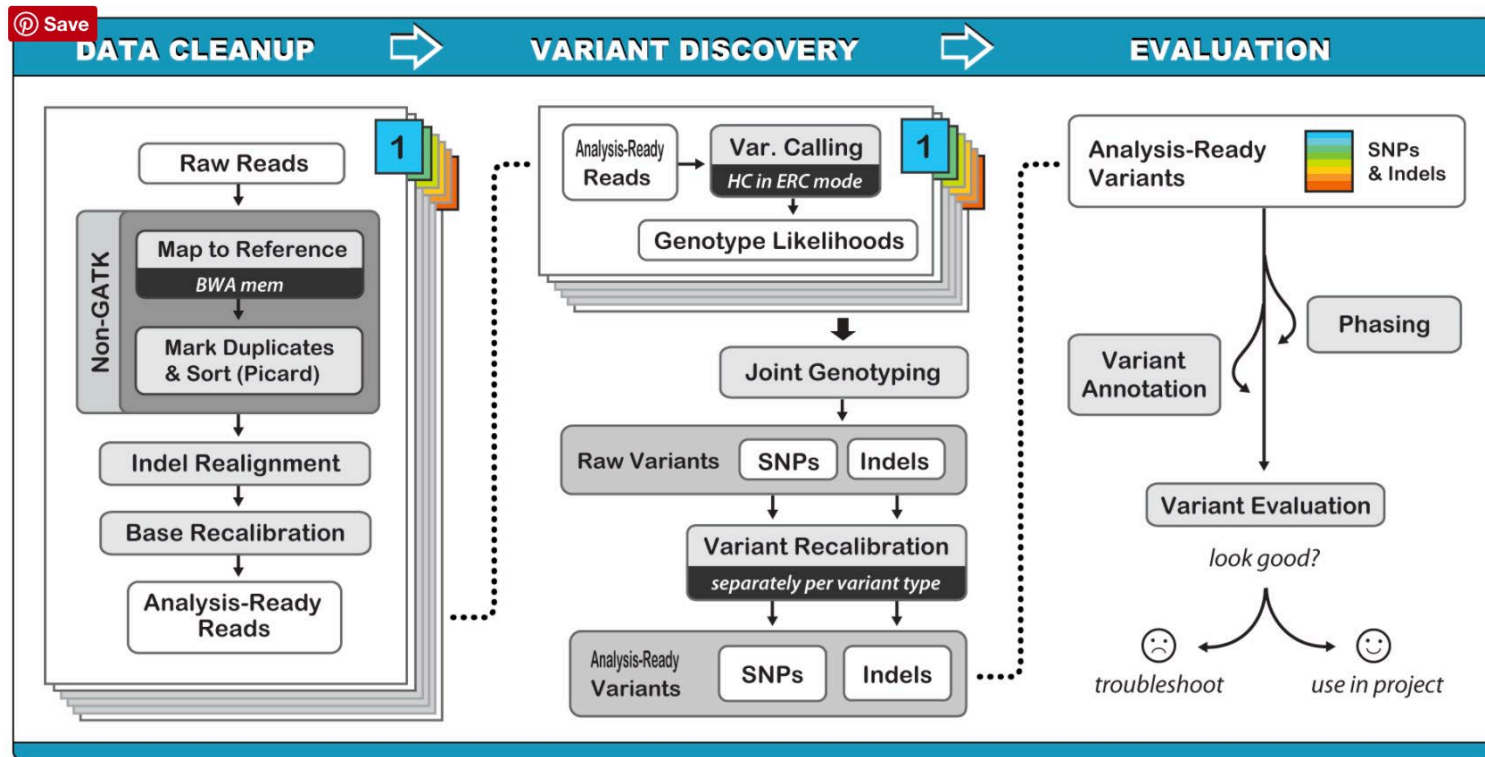 Save
DATA CLEANUP
VARIANT DISCOVERY
EVALUATION
1
Raw Reads
Non-GATK
Map to Reference
BWA mem
Mark Duplicates
& Sort (Picard)
Indel Realignment
Base Recalibration
Analysis-Ready
Reads
1
Analysis-Ready
Reads
Var. Calling
HC in ERC mode
Genotype Likelihoods
Joint Genotyping
Raw Variants
SNPs
Indels
Variant Recalibration
separately per variant type
Analysis-Ready
Variants
SNPs
Indels
Analysis-Ready
Variants
SNPs
& Indels
Phasing
Variant
Annotation
Variant Evaluation
look good?
troubleshoot
use in project